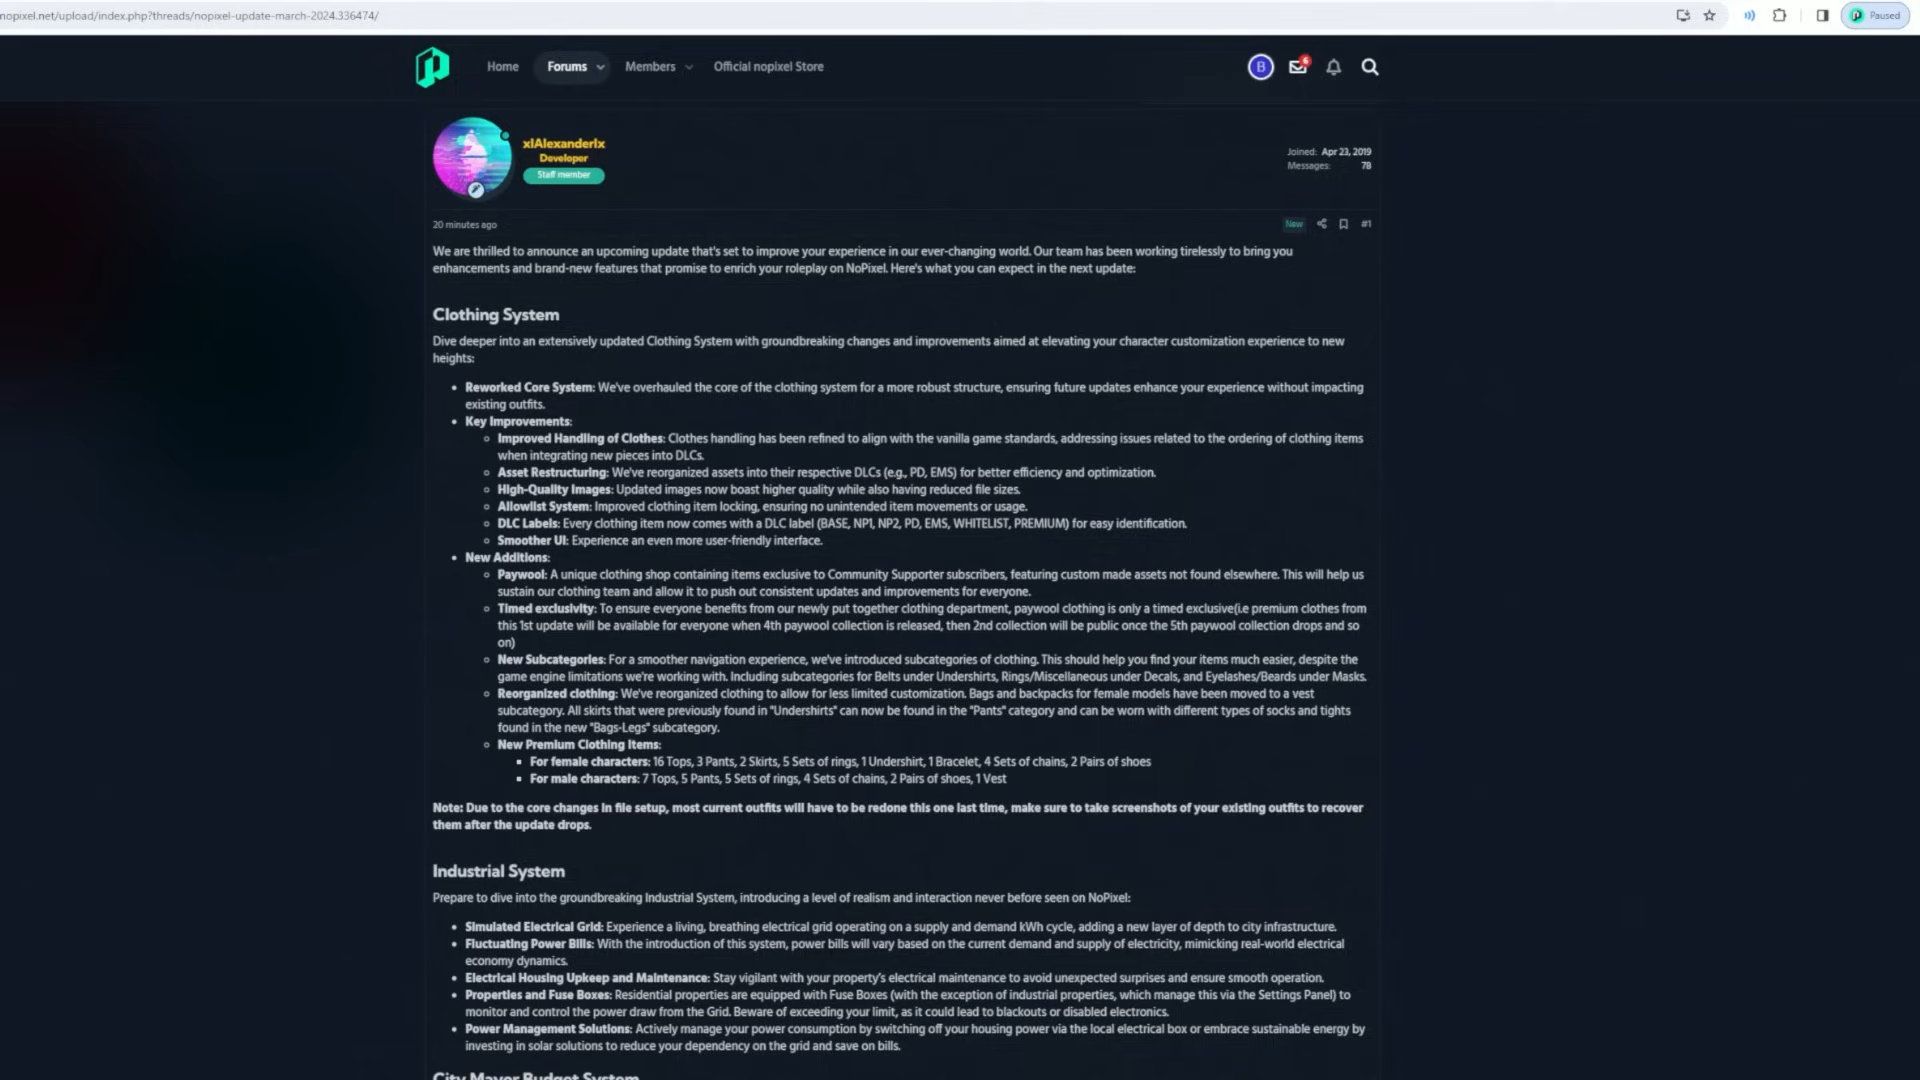 nopixel.net/upload/index.php?threads/nopixel-update-march-2024.336474/
Paused
Home
Forums
Members
Official nopixel Store
B
6
xIAlexanderIx
Developer
Staff member
Joined: Apr 23, 2019
Messages: 78
20 minutes ago
New
#1
We are thrilled to announce an upcoming update that's set to improve your experience in our ever-changing world. Our team has been working tirelessly to bring you
enhancements and brand-new features that promise to enrich your roleplay on NoPixel. Here's what you can expect in the next update:
Clothing System
Dive deeper into an extensively updated Clothing System with groundbreaking changes and improvements aimed at elevating your character customization experience to new
heights:
• Reworked Core System: We've overhauled the core of the clothing system for a more robust structure, ensuring future updates enhance your experience without impacting
existing outfits.
• Key Improvements:
○ Improved Handling of Clothes: Clothes handling has been refined to align with the vanilla game standards, addressing issues related to the ordering of clothing items
when integrating new pieces into DLCs.
○ Asset Restructuring: We've reorganized assets into their respective DLCs (e.g., PD, EMS) for better efficiency and optimization.
○ High-Quality Images: Updated images now boast higher quality while also having reduced file sizes.
○ Allowlist System: Improved clothing item locking, ensuring no unintended item movements or usage.
○ DLC Labels: Every clothing item now comes with a DLC label (BASE, NP1, NP2, PD, EMS, WHITELIST, PREMIUM) for easy identification.
○ Smoother UI: Experience an even more user-friendly interface.
• New Additions:
○ Paywool: A unique clothing shop containing items exclusive to Community Supporter subscribers, featuring custom made assets not found elsewhere. This will help us
sustain our clothing team and allow it to push out consistent updates and improvements for everyone.
○ Timed exclusivity: To ensure everyone benefits from our newly put together clothing department, paywool clothing is only a timed exclusive(i.e premium clothes from
this 1st update will be available for everyone when 4th paywool collection is released, then 2nd collection will be public once the 5th paywool collection drops and so
on)
○ New Subcategories: For a smoother navigation experience, we've introduced subcategories of clothing. This should help you find your items much easier, despite the
game engine limitations we're working with. Including subcategories for Belts under Undershirts, Rings/Miscellaneous under Decals, and Eyelashes/Beards under Masks.
○ Reorganized clothing: We've reorganized clothing to allow for less limited customization. Bags and backpacks for female models have been moved to a vest
subcategory. All skirts that were previously found in "Undershirts" can now be found in the "Pants" category and can be worn with different types of socks and tights
found in the new "Bags-Legs" subcategory.
○ New Premium Clothing Items:
▪ For female characters: 16 Tops, 3 Pants, 2 Skirts, 5 Sets of rings, 1 Undershirt, 1 Bracelet, 4 Sets of chains, 2 Pairs of shoes
▪ For male characters: 7 Tops, 5 Pants, 5 Sets of rings, 4 Sets of chains, 2 Pairs of shoes, 1 Vest
Note: Due to the core changes in file setup, most current outfits will have to be redone this one last time, make sure to take screenshots of your existing outfits to recover
them after the update drops.
Industrial System
Prepare to dive into the groundbreaking Industrial System, introducing a level of realism and interaction never before seen on NoPixel:
• Simulated Electrical Grid: Experience a living, breathing electrical grid operating on a supply and demand kWh cycle, adding a new layer of depth to city infrastructure.
• Fluctuating Power Bills: With the introduction of this system, power bills will vary based on the current demand and supply of electricity, mimicking real-world electrical
economy dynamics.
• Electrical Housing Upkeep and Maintenance: Stay vigilant with your property's electrical maintenance to avoid unexpected surprises and ensure smooth operation.
• Properties and Fuse Boxes: Residential properties are equipped with Fuse Boxes (with the exception of industrial properties, which manage this via the Settings Panel) to
monitor and control the power draw from the Grid. Beware of exceeding your limit, as it could lead to blackouts or disabled electronics.
• Power Management Solutions: Actively manage your power consumption by switching off your housing power via the local electrical box or embrace sustainable energy by
investing in solar solutions to reduce your dependency on the grid and save on bills.
City Mayor Budget System